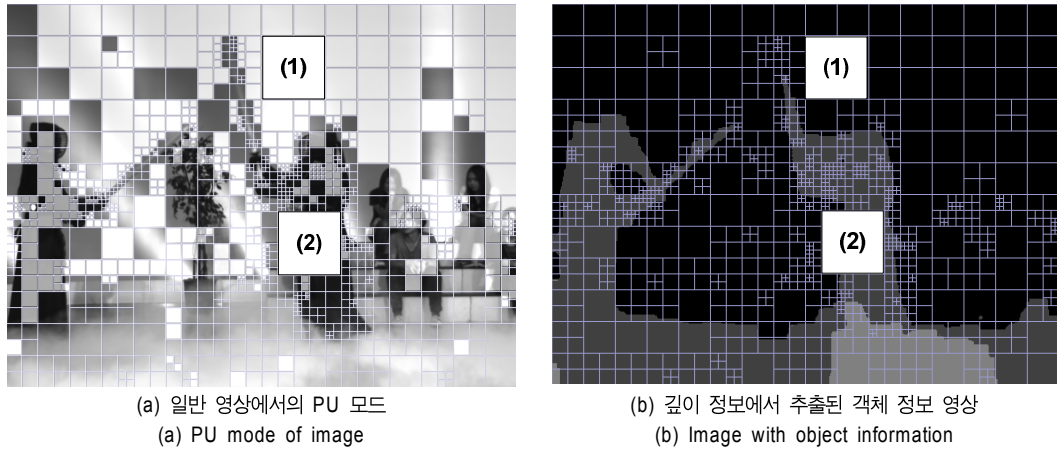 (1)
(2)
(1)
(2)
(a) 일반 영상에서의 PU 모드
(a) PU mode of image
(b) 깊이 정보에서 추출된 객체 정보 영상
(b) Image with object information